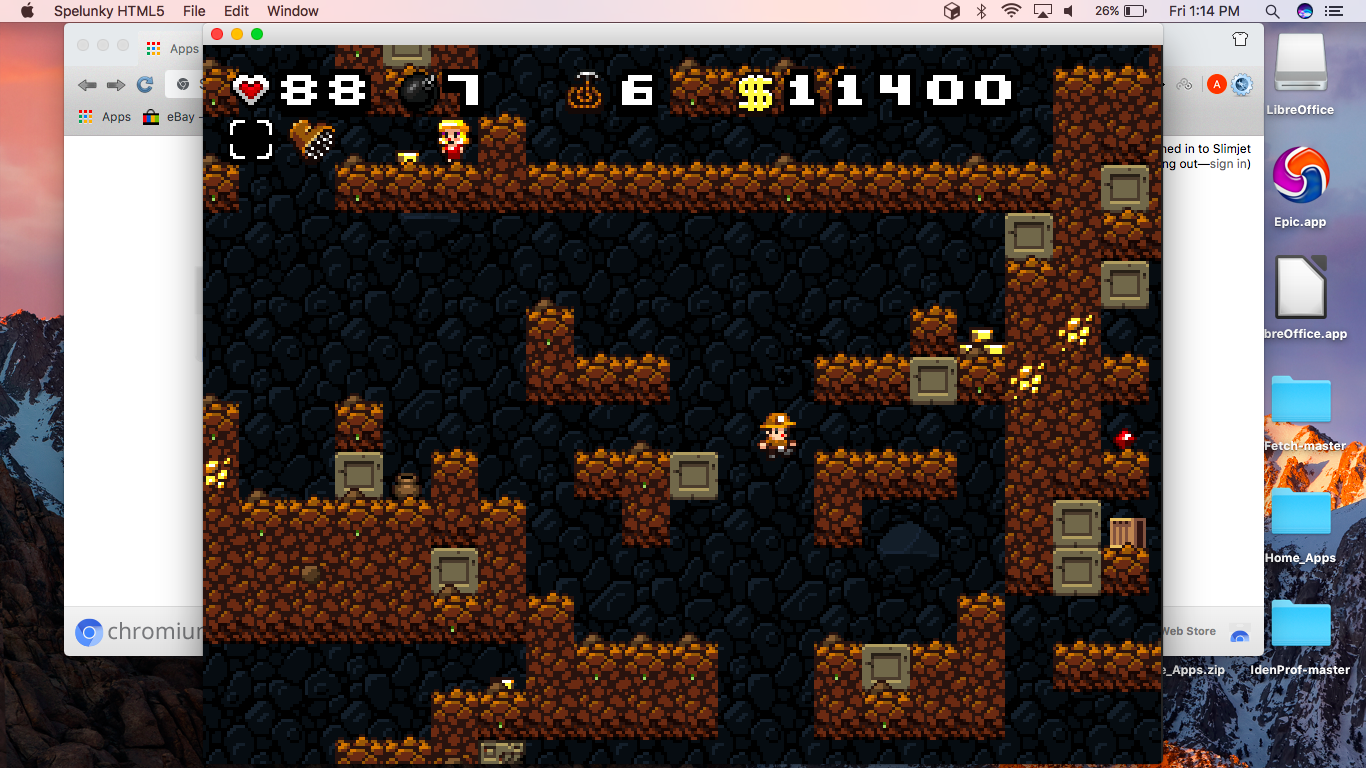 Spelunky HTML5 File Edit Window 26% Fri 1:14 PM
Apps
88 7 6 $11400
A
Apps eBay -
ned in to Slimjet
ng out—sign in)
LibreOffice
Epic.app
breOffice.app
Fetch-master
Home_Apps
chromiu
Web Store
e_Apps.zip IdenProf-master